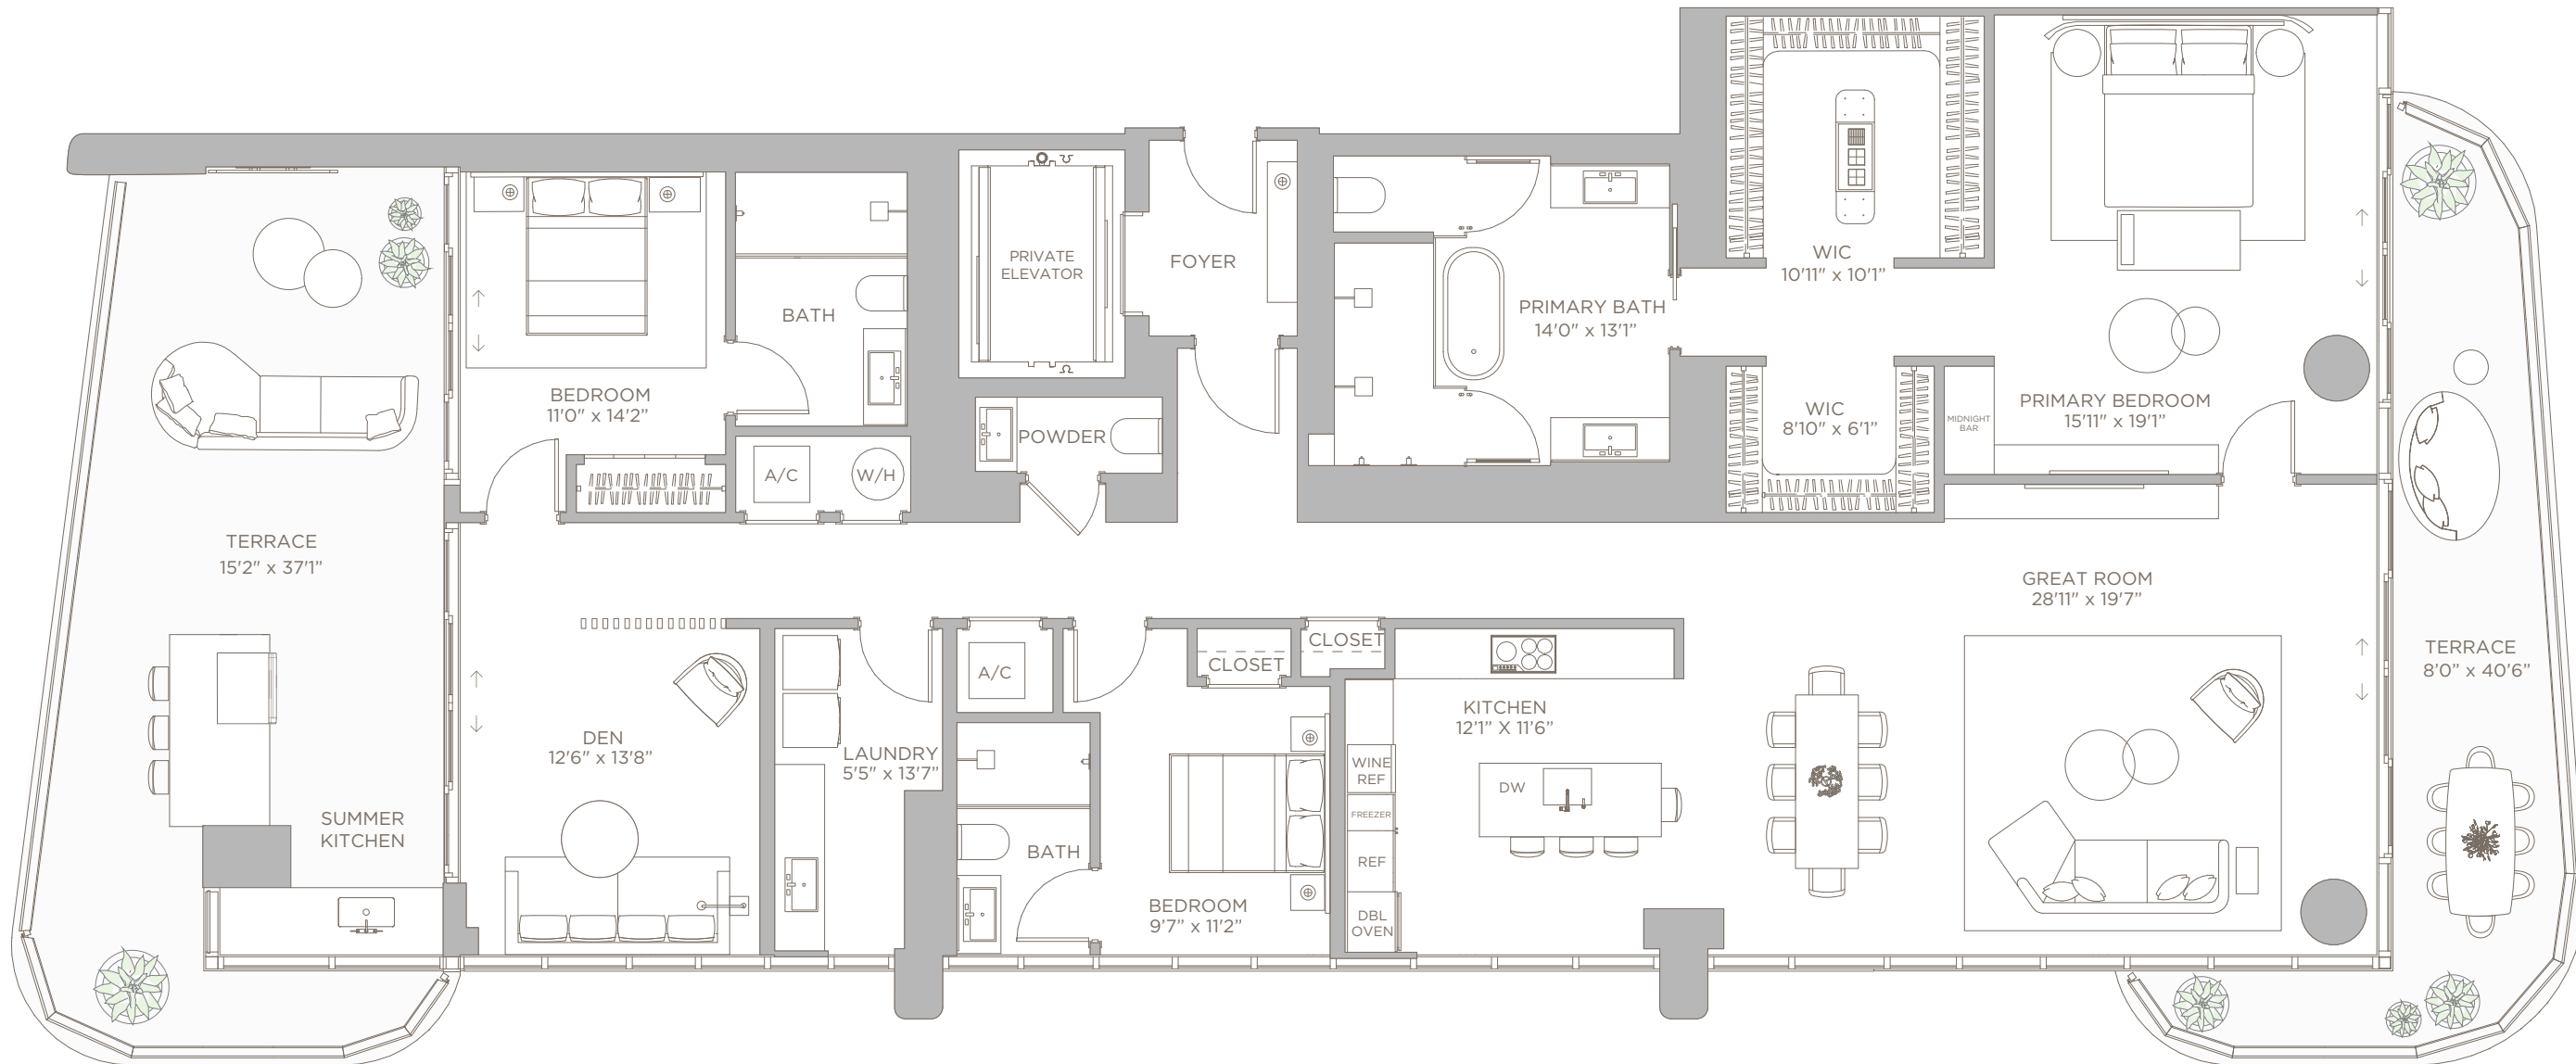 PRIVATE
ELEVATOR
FOYER
WIC
10'11" x 10'1"
BATH
PRIMARY BATH
14'0" x 13'1"
BEDROOM
11'0" x 14'2"
WIC
8'10" x 6'1"
MIDNIGHT
BAR
PRIMARY BEDROOM
15'11" x 19'1"
POWDER
A/C
W/H
TERRACE
15'2" x 37'1"
GREAT ROOM
28'11" x 19'7"
CLOSET
CLOSET
A/C
TERRACE
8'0" x 40'6"
KITCHEN
12'1" X 11'6"
DEN
12'6" x 13'8"
LAUNDRY
5'5" x 13'7"
WINE
REF
DW
FREEZER
SUMMER
KITCHEN
BATH
REF
BEDROOM
9'7" x 11'2"
DBL
OVEN